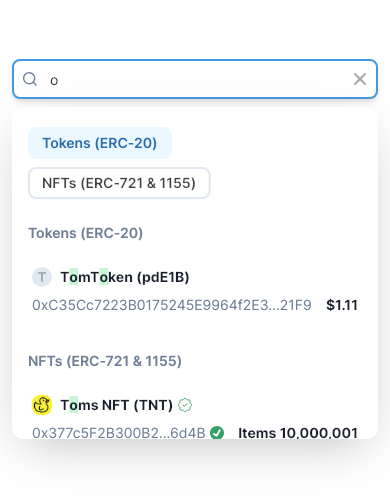 o
Tokens (ERC-20)
NFTs (ERC-721 & 1155)
Tokens (ERC-20)
T
TomToken (pdE1B)
0xC35Cc7223B0175245E9964f2E3...21F9 $1.11
NFTs (ERC-721 & 1155)
Toms NFT (TNT)
0x377c5F2B300B2...6d4B Items 10,000,001